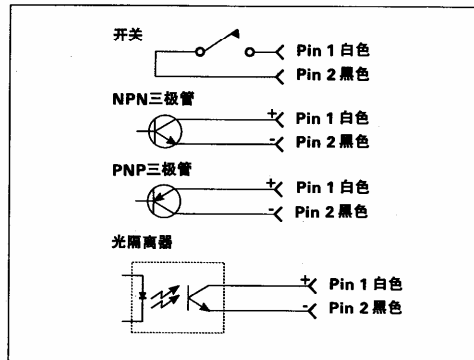 开关
Pin 1 白色
Pin 2 黑色
NPN三极管
+ Pin 1 白色
- Pin 2 黑色
PNP三极管
+ Pin 1 白色
- Pin 2 黑色
光隔离器
+ Pin 1 白色
- Pin 2 黑色